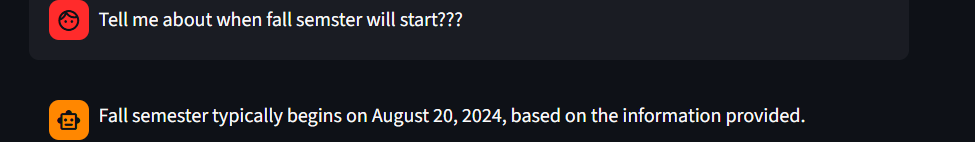 Tell me about when fall semster will start???
Fall semester typically begins on August 20, 2024, based on the information provided.